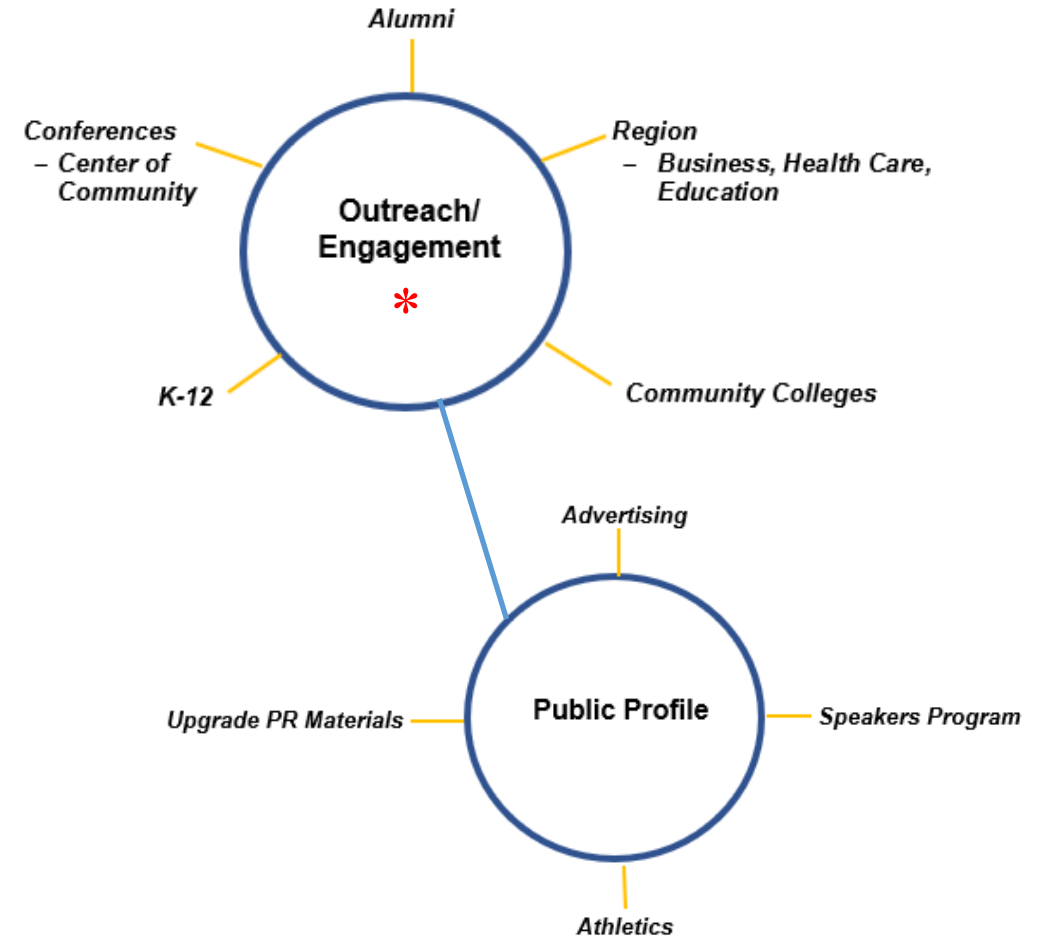 Alumni
Conferences
– Center of
Community
Region
– Business, Health Care,
Education
Outreach/
Engagement
*
K-12
Community Colleges
Advertising
Upgrade PR Materials
Public Profile
Speakers Program
Athletics